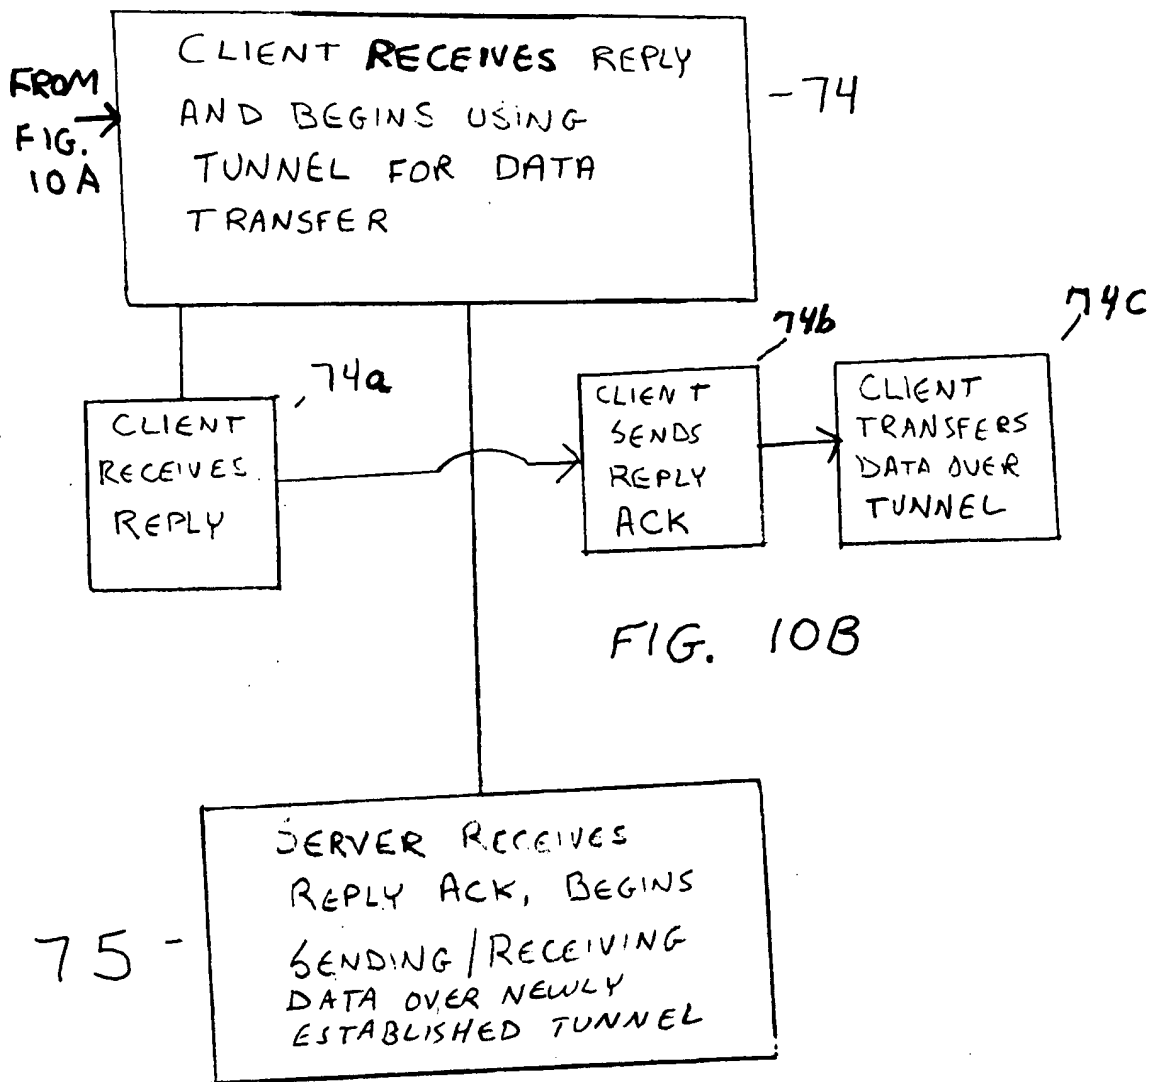 FROM
FIG.
10A
CLIENT RECEIVES REPLY
AND BEGINS USING
TUNNEL FOR DATA
TRANSFER
-74
74a
CLIENT
RECEIVES
REPLY
74b
CLIENT
SENDS
REPLY
ACK
74C
CLIENT
TRANSFERS
DATA OVER
TUNNEL
FIG. 10B
75-
SERVER RECEIVES
REPLY ACK, BEGINS
SENDING/RECEIVING
DATA OVER NEWLY
ESTABLISHED TUNNEL